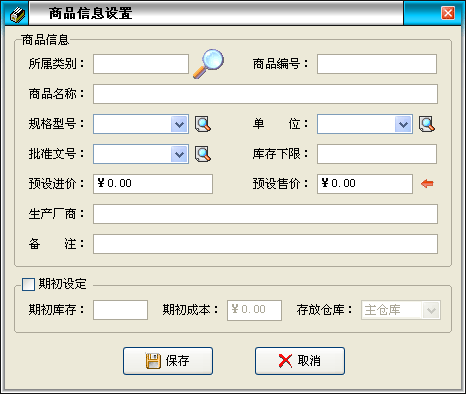 商品信息设置
商品信息
所属类别： 商品编号：
商品名称：
规格型号： 单 位：
批准文号： 库存下限：
预设进价： ￥0.00 预设售价： ￥0.00
生产厂商：
备 注：
期初设定
期初库存： 期初成本： ￥0.00 存放仓库： 主仓库
保存 取消